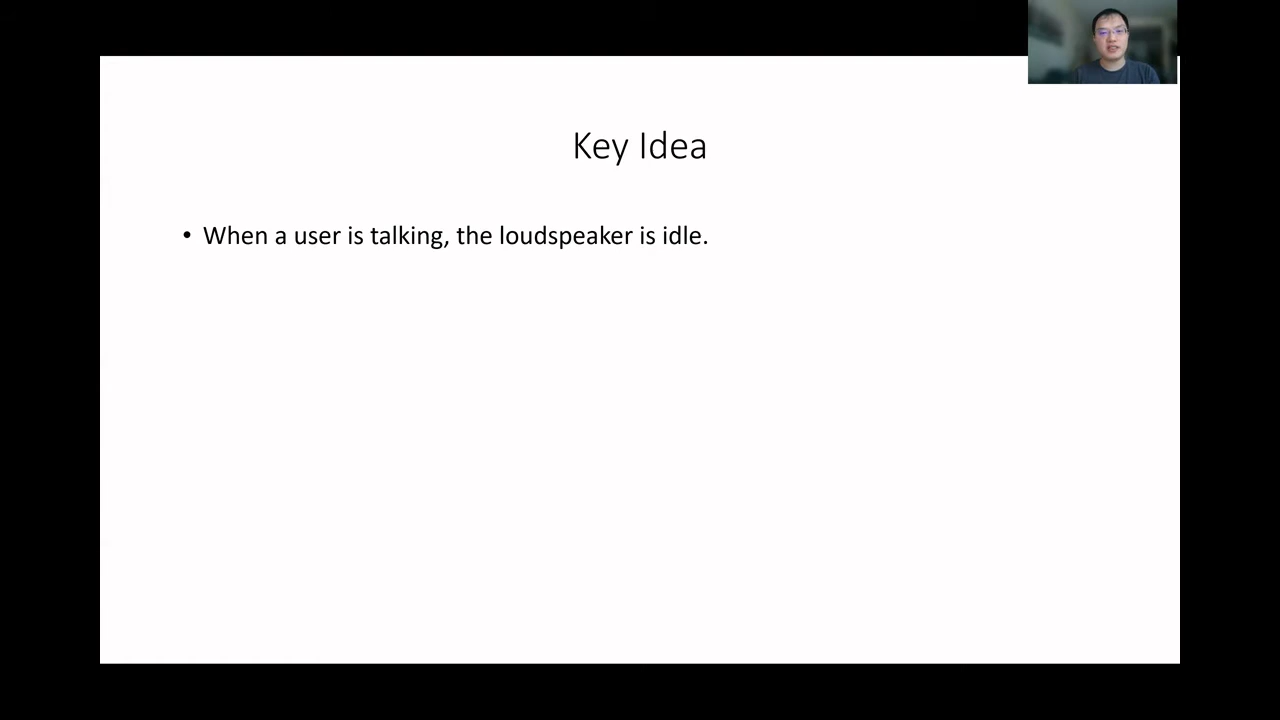 Key Idea
• When a user is talking, the loudspeaker is idle.